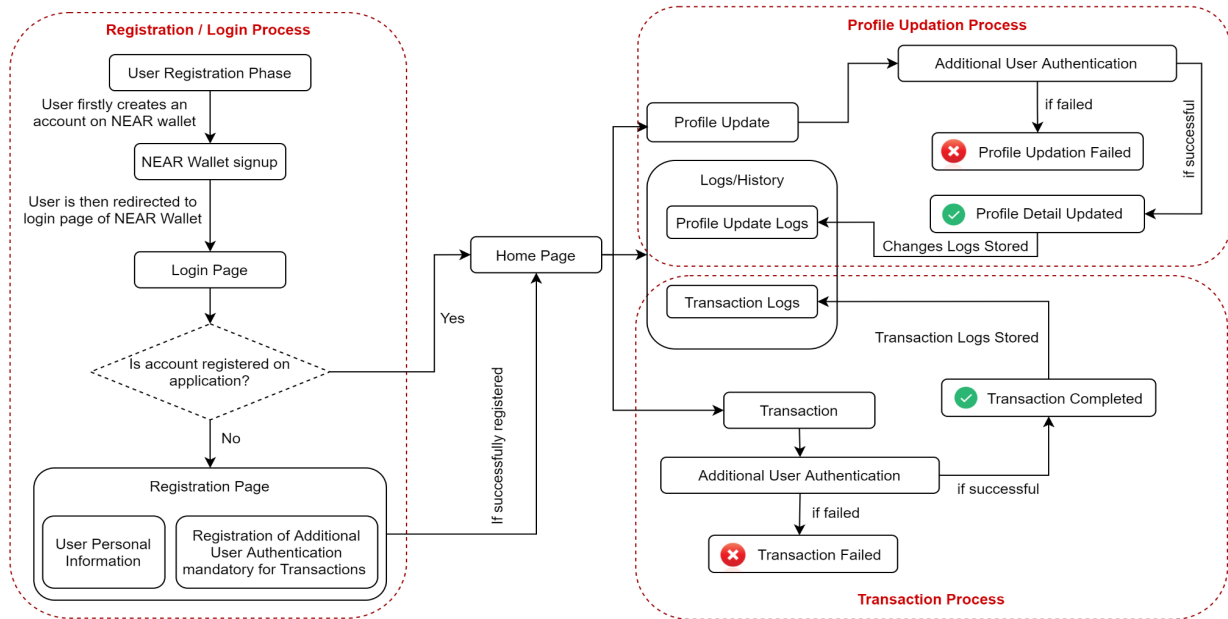 Registration / Login Process
User Registration Phase
User firstly creates an
account on NEAR wallet
NEAR Wallet signup
User is then redirected to
login page of NEAR Wallet
Login Page
Is account registered on
application?
Yes
No
Registration Page
User Personal
Information
Registration of Additional
User Authentication
mandatory for Transactions
If successfully registered
Home Page
Profile Updation Process
Profile Update
Additional User Authentication
if failed
if successful
Profile Updation Failed
Profile Detail Updated
Changes Logs Stored
Logs/History
Profile Update Logs
Transaction Logs
Transaction Logs Stored
Transaction Completed
Transaction
Additional User Authentication
if successful
if failed
Transaction Failed
Transaction Process